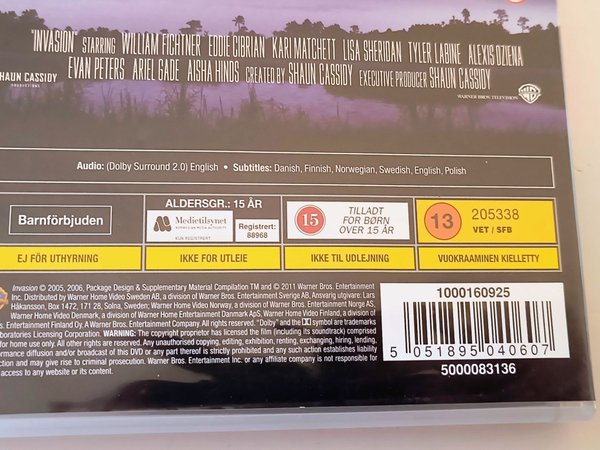 "INVASION" STARRING WILLIAM FICHTNER EDDIE CIBRIAN KARI MATCHETT LISA SHERIDAN TYLER LABINE ALEXIS DZIENA
EVAN PETERS ARIEL GADE AISHA HINDS CREATED BY SHAUN CASSIDY EXECUTIVE PRODUCER SHAUN CASSIDY
SHAUN CASSIDY
PRODUCTIONS
WARNER BROS. TELEVISION
Audio: (Dolby Surround 2.0) English • Subtitles: Danish, Finnish, Norwegian, Swedish, English, Polish
Barnförbjuden
ALDERSGR.: 15 ÅR
Medietilsynet
NORWEGIAN MEDIA AUTHORITY
KUN REGISTRERT
Registrert:
88968
15
TILLADT
FOR BØRN
OVER 15 ÅR
13
205338
VET / SFB
EJ FÖR UTHYRNING
IKKE FOR UTLEIE
IKKE TIL UDLEJNING
VUOKRAAMINEN KIELLETTY
Invasion © 2005, 2006, Package Design & Supplementary Material Compilation TM and © 2011 Warner Bros. Entertainment
Inc. Distributed by Warner Home Video Sweden AB, a division of Warner Bros. Entertainment Sverige AB. Ansvarig utgivare: Lars
Håkansson, Box 1472, 171 28, Solna, Sweden; Warner Home Video Norway, a division of Warner Bros. Entertainment Norge AS,
Warner Home Video Denmark, a division of Warner Bros. Entertainment Danmark ApS, Warner Home Video Finland, a division of
Entertainment Finland Oy. A Warner Bros. Entertainment Company. All rights reserved. "Dolby" and the DD symbol are trademarks
Laboratories Licensing Corporation. WARNING: The copyright proprietor has licensed the film (including its soundtrack) comprised
for home use only. All other rights are reserved. Any unauthorised copying, editing, exhibition, renting, exchanging, hiring, lending,
diffusion and/or broadcast of this DVD or any part thereof is strictly prohibited and any such action establishes liability
and may give rise to criminal proceedings. Warner Bros. Entertainment Inc. or any affiliate company is not responsible for
access to any website or its content.
1000160925
5 051895 040607
5000083136